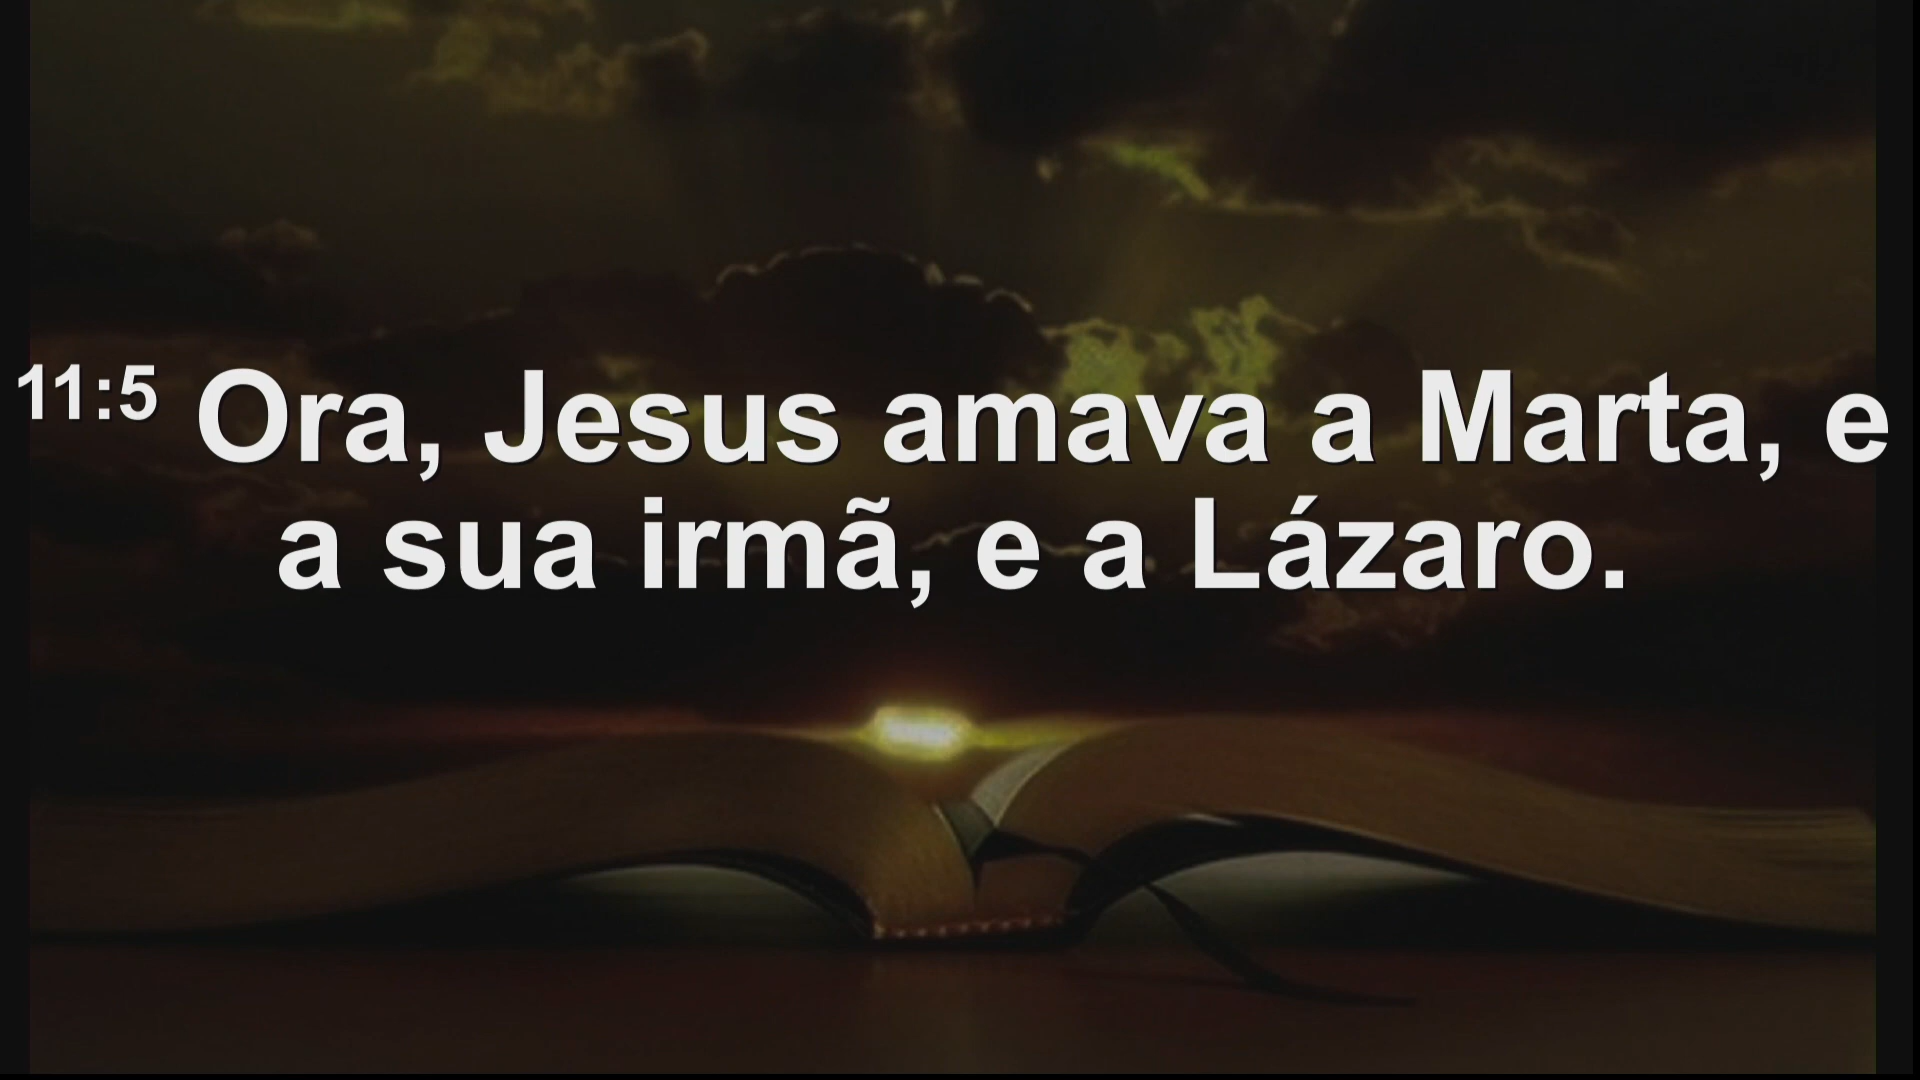 11:5 Ora, Jesus amava a Marta, e
a sua irmã, e a Lázaro.